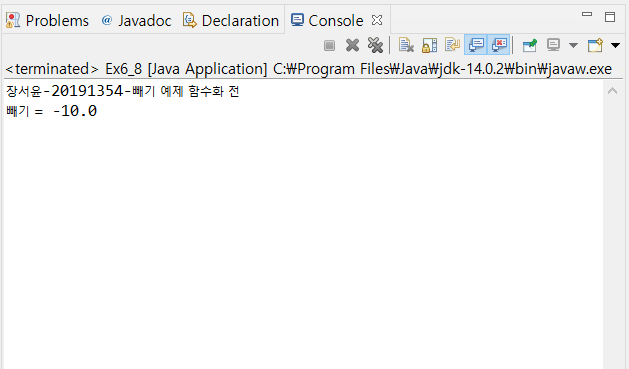 Problems @ Javadoc Declaration Console
<terminated> Ex6_8 [Java Application] C:₩Program Files₩Java₩jdk-14.0.2₩bin₩javaw.exe
장서윤-20191354-빼기 예제 함수화 전
빼기 = -10.0